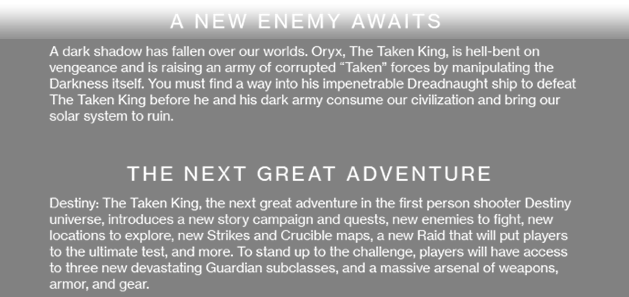 A NEW ENEMY AWAITS
A dark shadow has fallen over our worlds. Oryx, The Taken King, is hell-bent on
vengeance and is raising an army of corrupted “Taken” forces by manipulating the
Darkness itself. You must find a way into his impenetrable Dreadnaught ship to defeat
The Taken King before he and his dark army consume our civilization and bring our
solar system to ruin.
THE NEXT GREAT ADVENTURE
Destiny: The Taken King, the next great adventure in the first person shooter Destiny
universe, introduces a new story campaign and quests, new enemies to fight, new
locations to explore, new Strikes and Crucible maps, a new Raid that will put players
to the ultimate test, and more. To stand up to the challenge, players will have access
to three new devastating Guardian subclasses, and a massive arsenal of weapons,
armor, and gear.